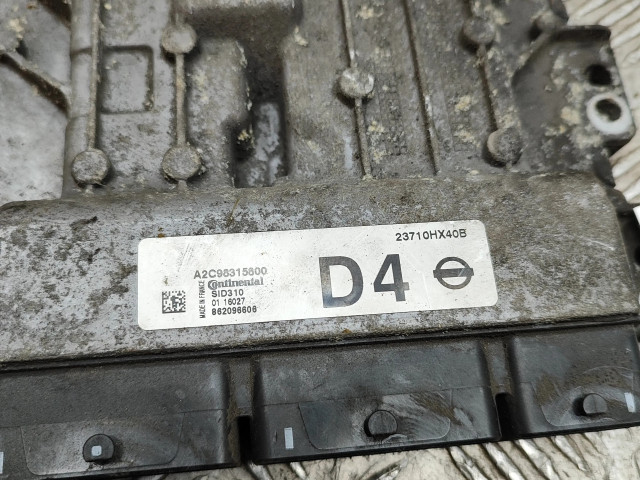 23710HX40B
A2C98315800
Continental
SID310
01 16027
862096606
MADE IN FRANCE
D4